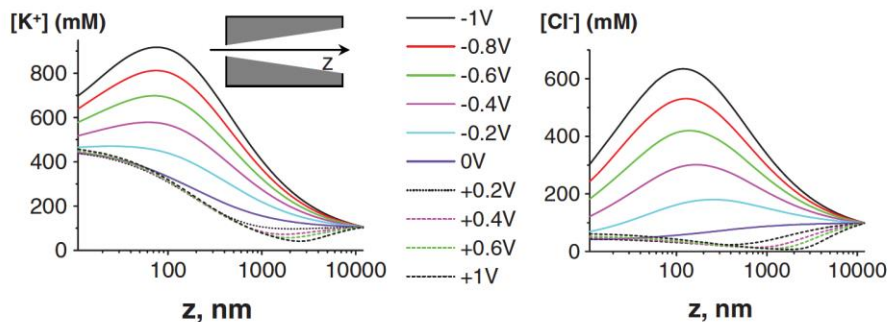 [K⁺] (mM)
800
600
400
200
0
100
1000
10000
z, nm
z
-1V
-0.8V
-0.6V
-0.4V
-0.2V
0V
+0.2V
+0.4V
+0.6V
+1V
[Cl⁻] (mM)
600
400
200
0
100
1000
10000
z, nm